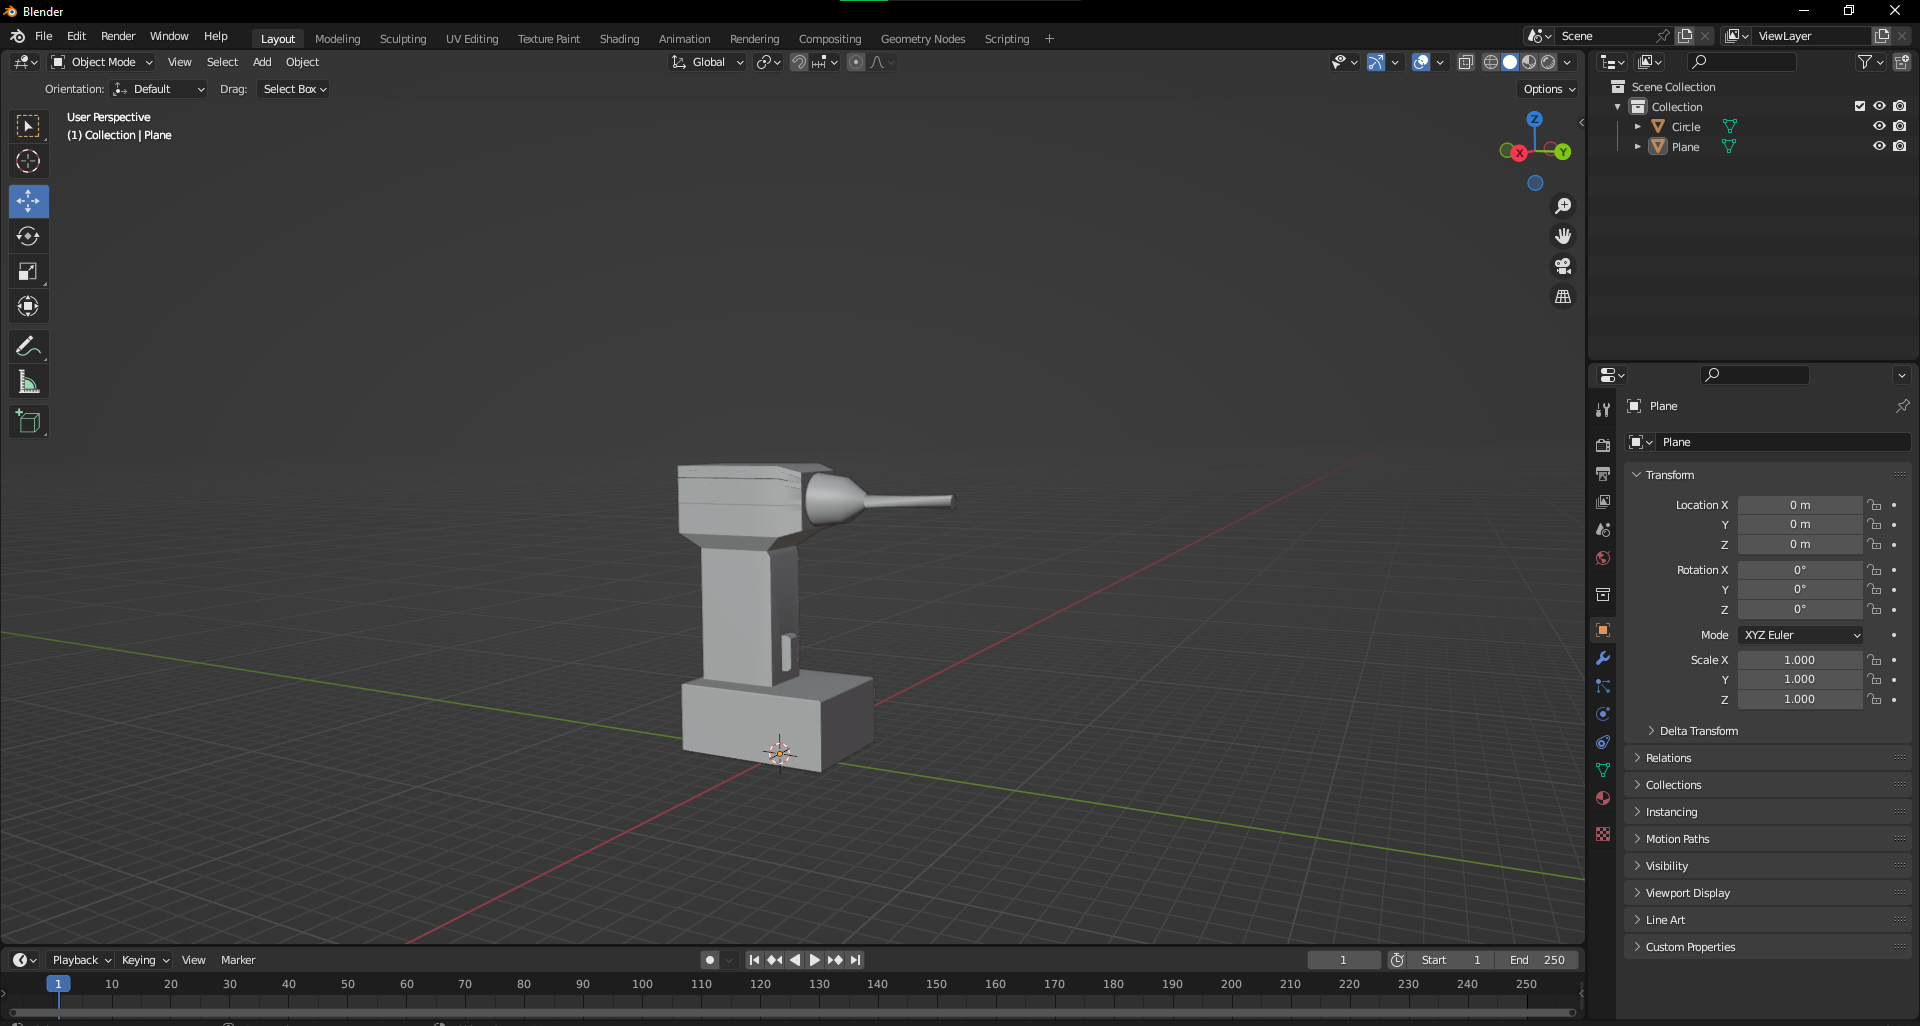 Blender
File Edit Render Window Help Layout Modeling Sculpting UV Editing Texture Paint Shading Animation Rendering Compositing Geometry Nodes Scripting + Scene ViewLayer
Object Mode View Select Add Object Global
Orientation: Default Drag: Select Box Options
User Perspective
(1) Collection | Plane
Z
X
Y
Scene Collection
Collection
Circle
Plane
Plane
Plane
Transform
Location X 0 m
Y 0 m
Z 0 m
Rotation X 0°
Y 0°
Z 0°
Mode XYZ Euler
Scale X 1.000
Y 1.000
Z 1.000
Delta Transform
Relations
Collections
Instancing
Motion Paths
Visibility
Viewport Display
Line Art
Custom Properties
Playback Keying View Marker 1 Start 1 End 250
1 10 20 30 40 50 60 70 80 90 100 110 120 130 140 150 160 170 180 190 200 210 220 230 240 250